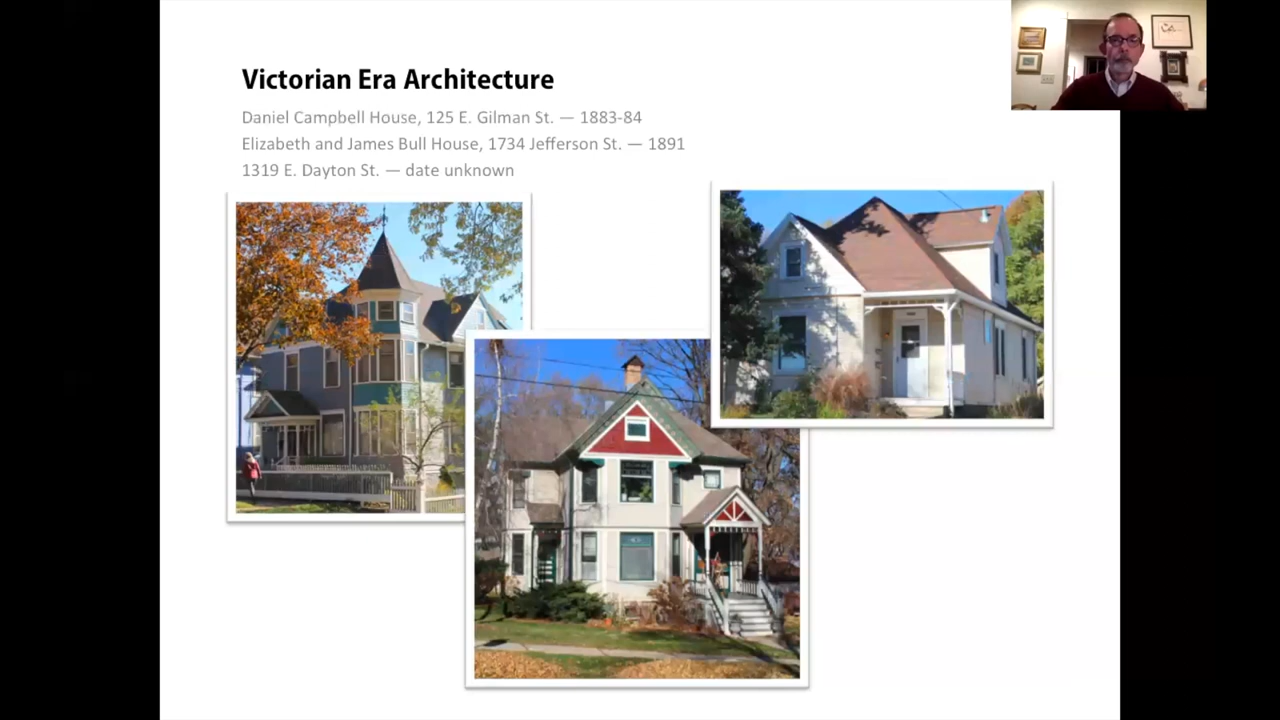 Victorian Era Architecture
Daniel Campbell House, 125 E. Gilman St. — 1883-84
Elizabeth and James Bull House, 1734 Jefferson St. — 1891
1319 E. Dayton St. — date unknown